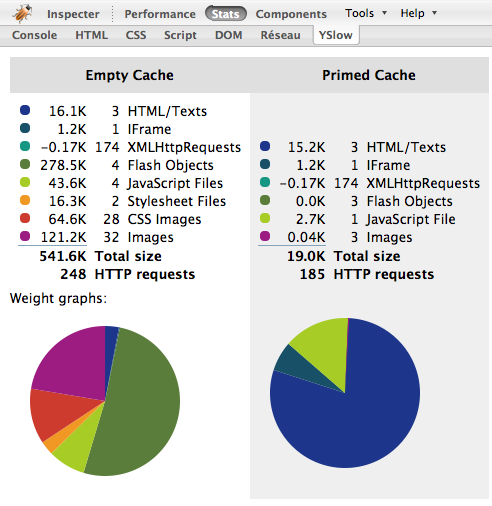 Inspecter Performance Stats Components Tools Help
Console HTML CSS Script DOM Réseau YSlow
Empty Cache
16.1K 3 HTML/Texts
1.2K 1 IFrame
−0.17K 174 XMLHttpRequests
278.5K 4 Flash Objects
43.6K 4 JavaScript Files
16.3K 2 Stylesheet Files
64.6K 28 CSS Images
121.2K 32 Images
541.6K Total size
248 HTTP requests
Primed Cache
15.2K 3 HTML/Texts
1.2K 1 IFrame
−0.17K 174 XMLHttpRequests
0.0K 3 Flash Objects
2.7K 1 JavaScript File
0.04K 3 Images
19.0K Total size
185 HTTP requests
Weight graphs: